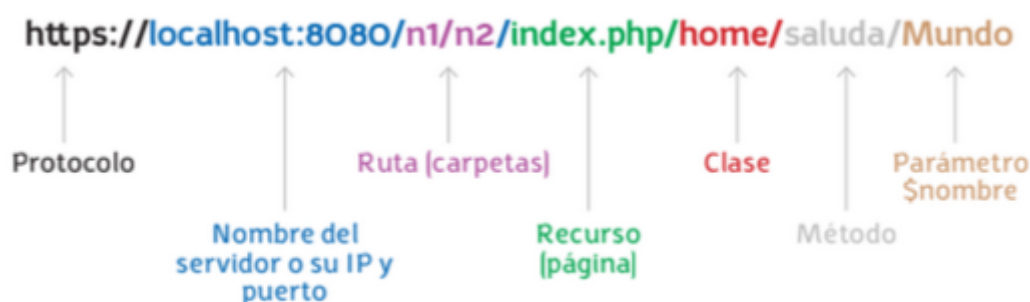 https://localhost:8080/n1/n2/index.php/home/saluda/Mundo
Protocolo
Ruta (carpetas)
Clase
Parámetro
$nombre
Nombre del
servidor o su IP y
puerto
Recurso
(página)
Método